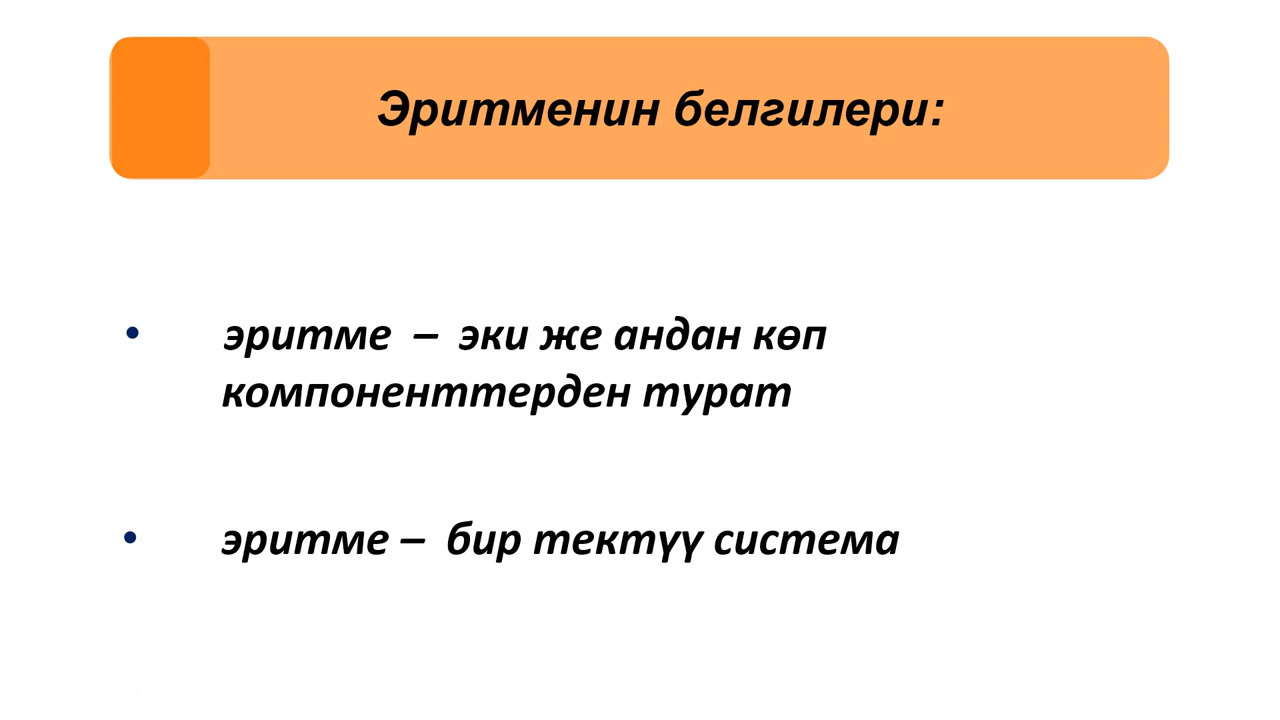 Эритменин белгилери:
• эритме – эки же андан көп
компоненттерден турат
• эритме – бир тектүү система